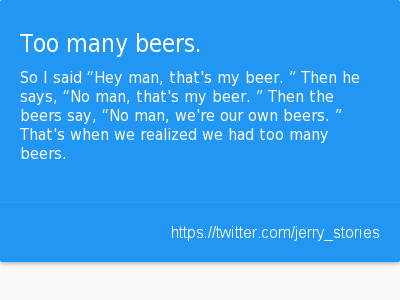 Too many beers.
So I said “Hey man, that's my beer. ” Then he
says, “No man, that's my beer. ” Then the
beers say, “No man, we're our own beers. ”
That's when we realized we had too many
beers.
https://twitter.com/jerry_stories